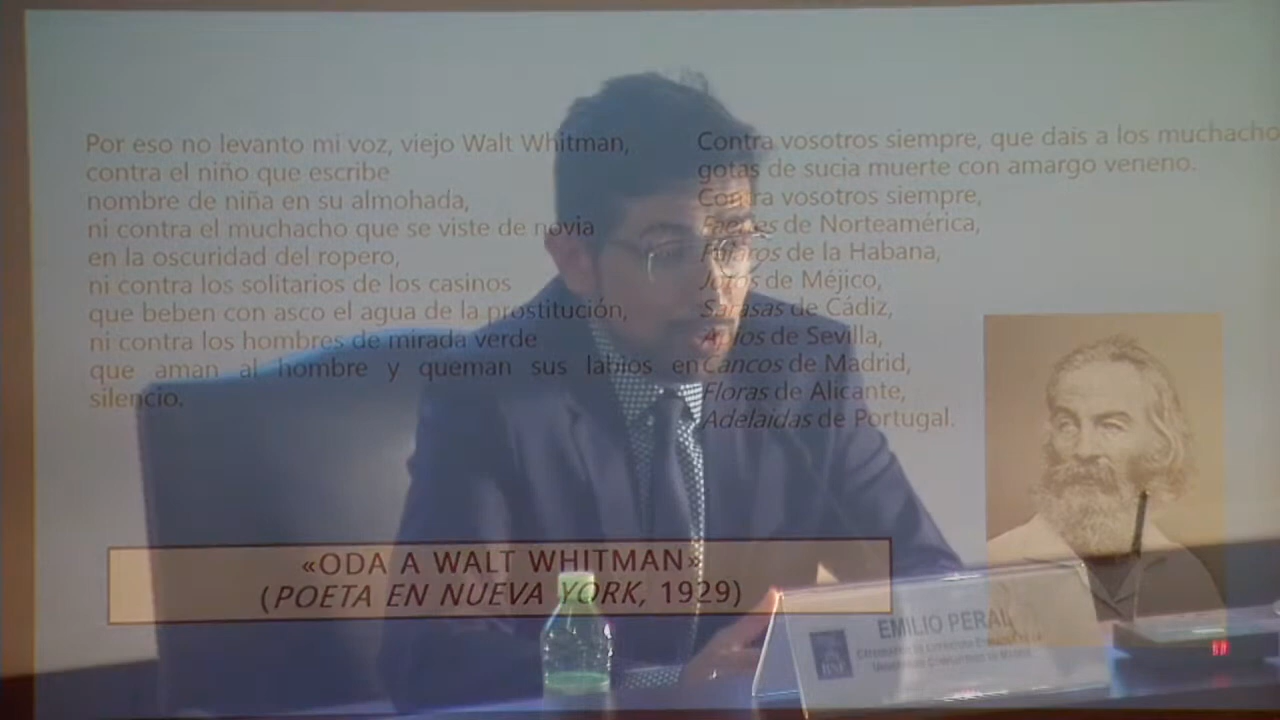 Por eso no levanto mi voz, viejo Walt Whitman,
contra el niño que escribe
nombre de niña en su almohada,
ni contra el muchacho que se viste de novia
en la oscuridad del ropero,
ni contra los solitarios de los casinos
que beben con asco el agua de la prostitución,
ni contra los hombres de mirada verde
que aman al hombre y queman sus labios en
silencio.
Contra vosotros siempre, que dais a los muchacho
gotas de sucia muerte con amargo veneno.
Contra vosotros siempre,
Faeries de Norteamérica,
Pájaros de la Habana,
Jotos de Méjico,
Sarasas de Cádiz,
Apios de Sevilla,
Cancos de Madrid,
Floras de Alicante,
Adelaidas de Portugal.
«ODA A WALT WHITMAN»
(POETA EN NUEVA YORK, 1929)
EMILIO PERAL